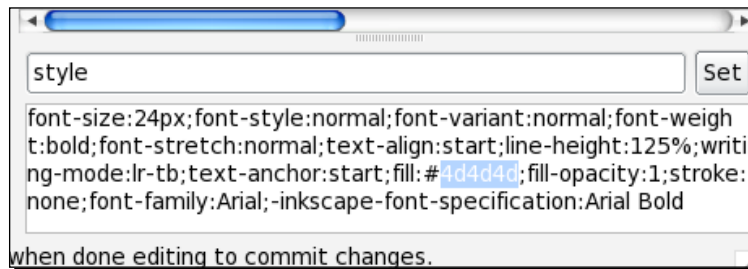 style
Set
font-size:24px;font-style:normal;font-variant:normal;font-weigh
t:bold;font-stretch:normal;text-align:start;line-height:125%;writi
ng-mode:lr-tb;text-anchor:start;fill:#4d4d4d;fill-opacity:1;stroke:
none;font-family:Arial;-inkscape-font-specification:Arial Bold
when done editing to commit changes.